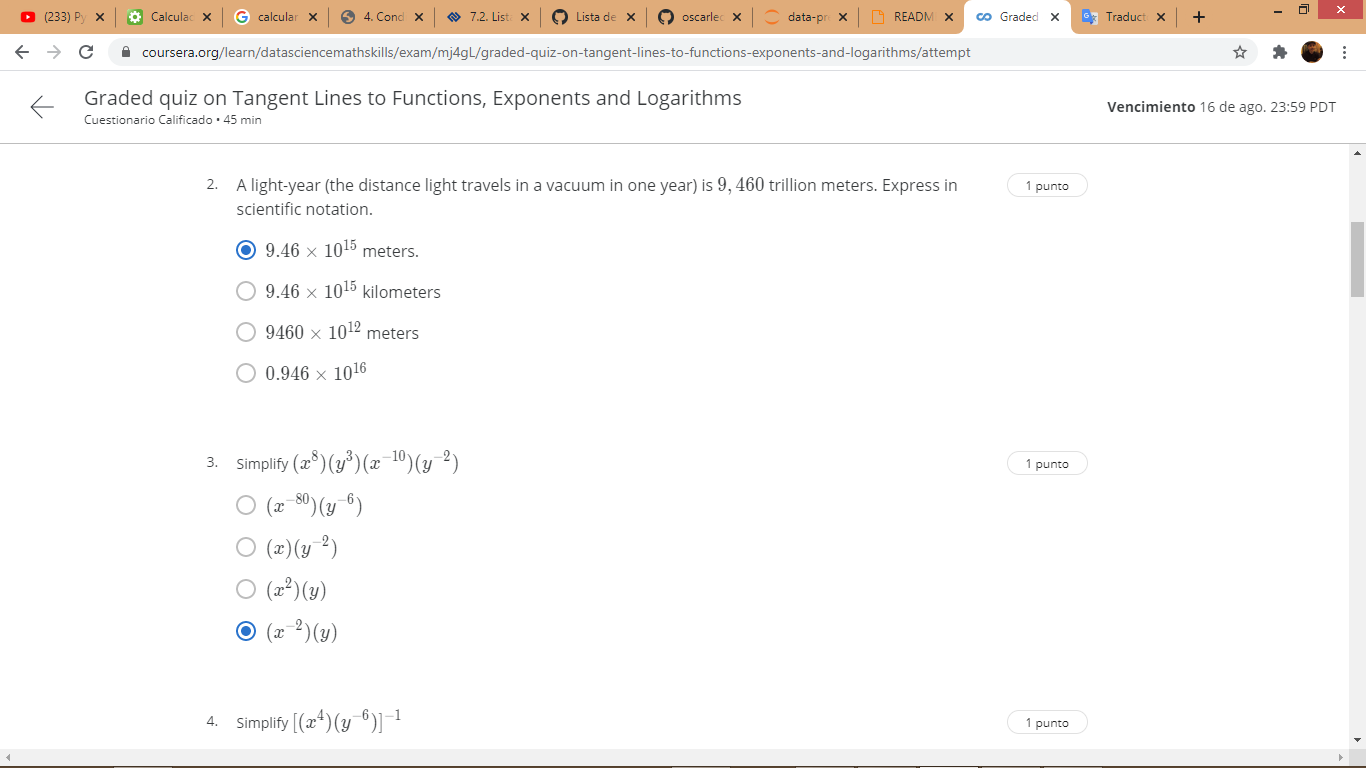 (233) Py
Calculac
calcular
4. Cond
7.2. List
Lista de
oscarlec
data-pr
READM
Graded
Traduct
coursera.org/learn/datasciencemathskills/exam/mj4gL/graded-quiz-on-tangent-lines-to-functions-exponents-and-logarithms/attempt
Graded quiz on Tangent Lines to Functions, Exponents and Logarithms
Cuestionario Calificado • 45 min
Vencimiento 16 de ago. 23:59 PDT
2. A light-year (the distance light travels in a vacuum in one year) is 9,460 trillion meters. Express in 1 punto
scientific notation.
9.46 × 10^15 meters.
9.46 × 10^15 kilometers
9460 × 10^12 meters
0.946 × 10^16
3. Simplify (x^8)(y^3)(x^−10)(y^−2) 1 punto
(x^−80)(y^−6)
(x)(y^−2)
(x^2)(y)
(x^−2)(y)
4. Simplify [(x^4)(y^−6)]^−1 1 punto